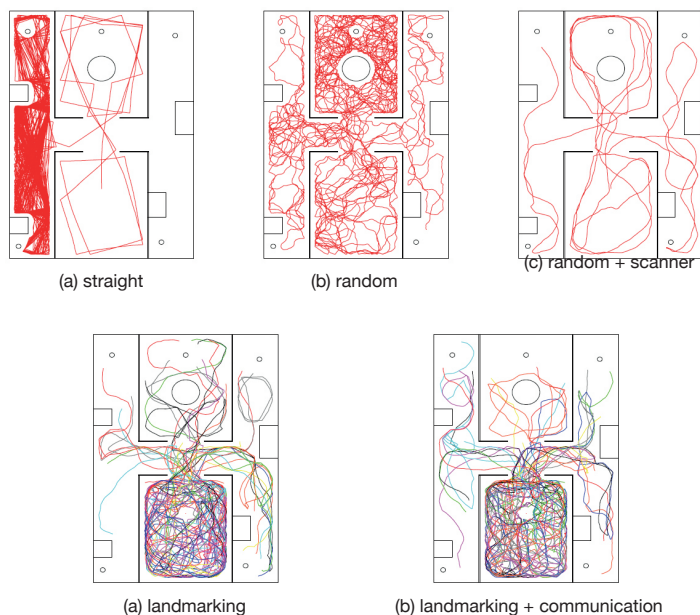 (a) straight
(b) random
(c) random + scanner
(a) landmarking
(b) landmarking + communication